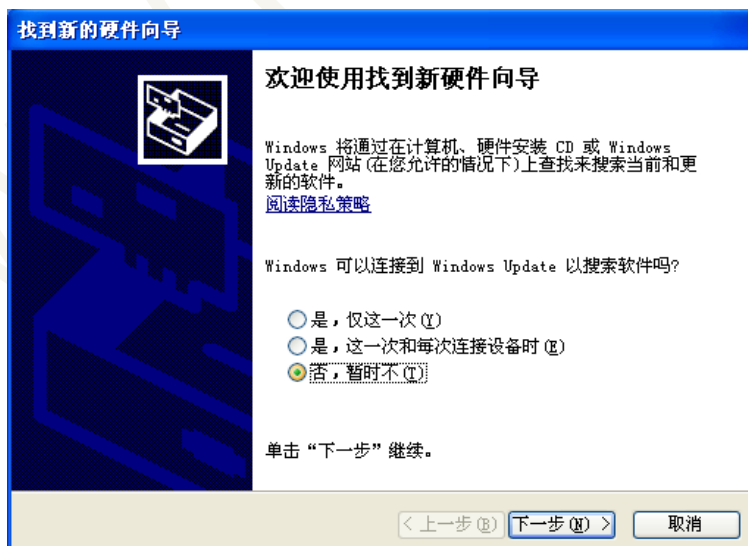 找到新的硬件向导
欢迎使用找到新硬件向导
Windows 将通过在计算机、硬件安装 CD 或 Windows
Update 网站(在您允许的情况下)上查找来搜索当前和更
新的软件。
阅读隐私策略
Windows 可以连接到 Windows Update 以搜索软件吗?
是，仅这一次(Y)
是，这一次和每次连接设备时(E)
否，暂时不(T)
单击“下一步”继续。
< 上一步(B) 下一步(N) > 取消